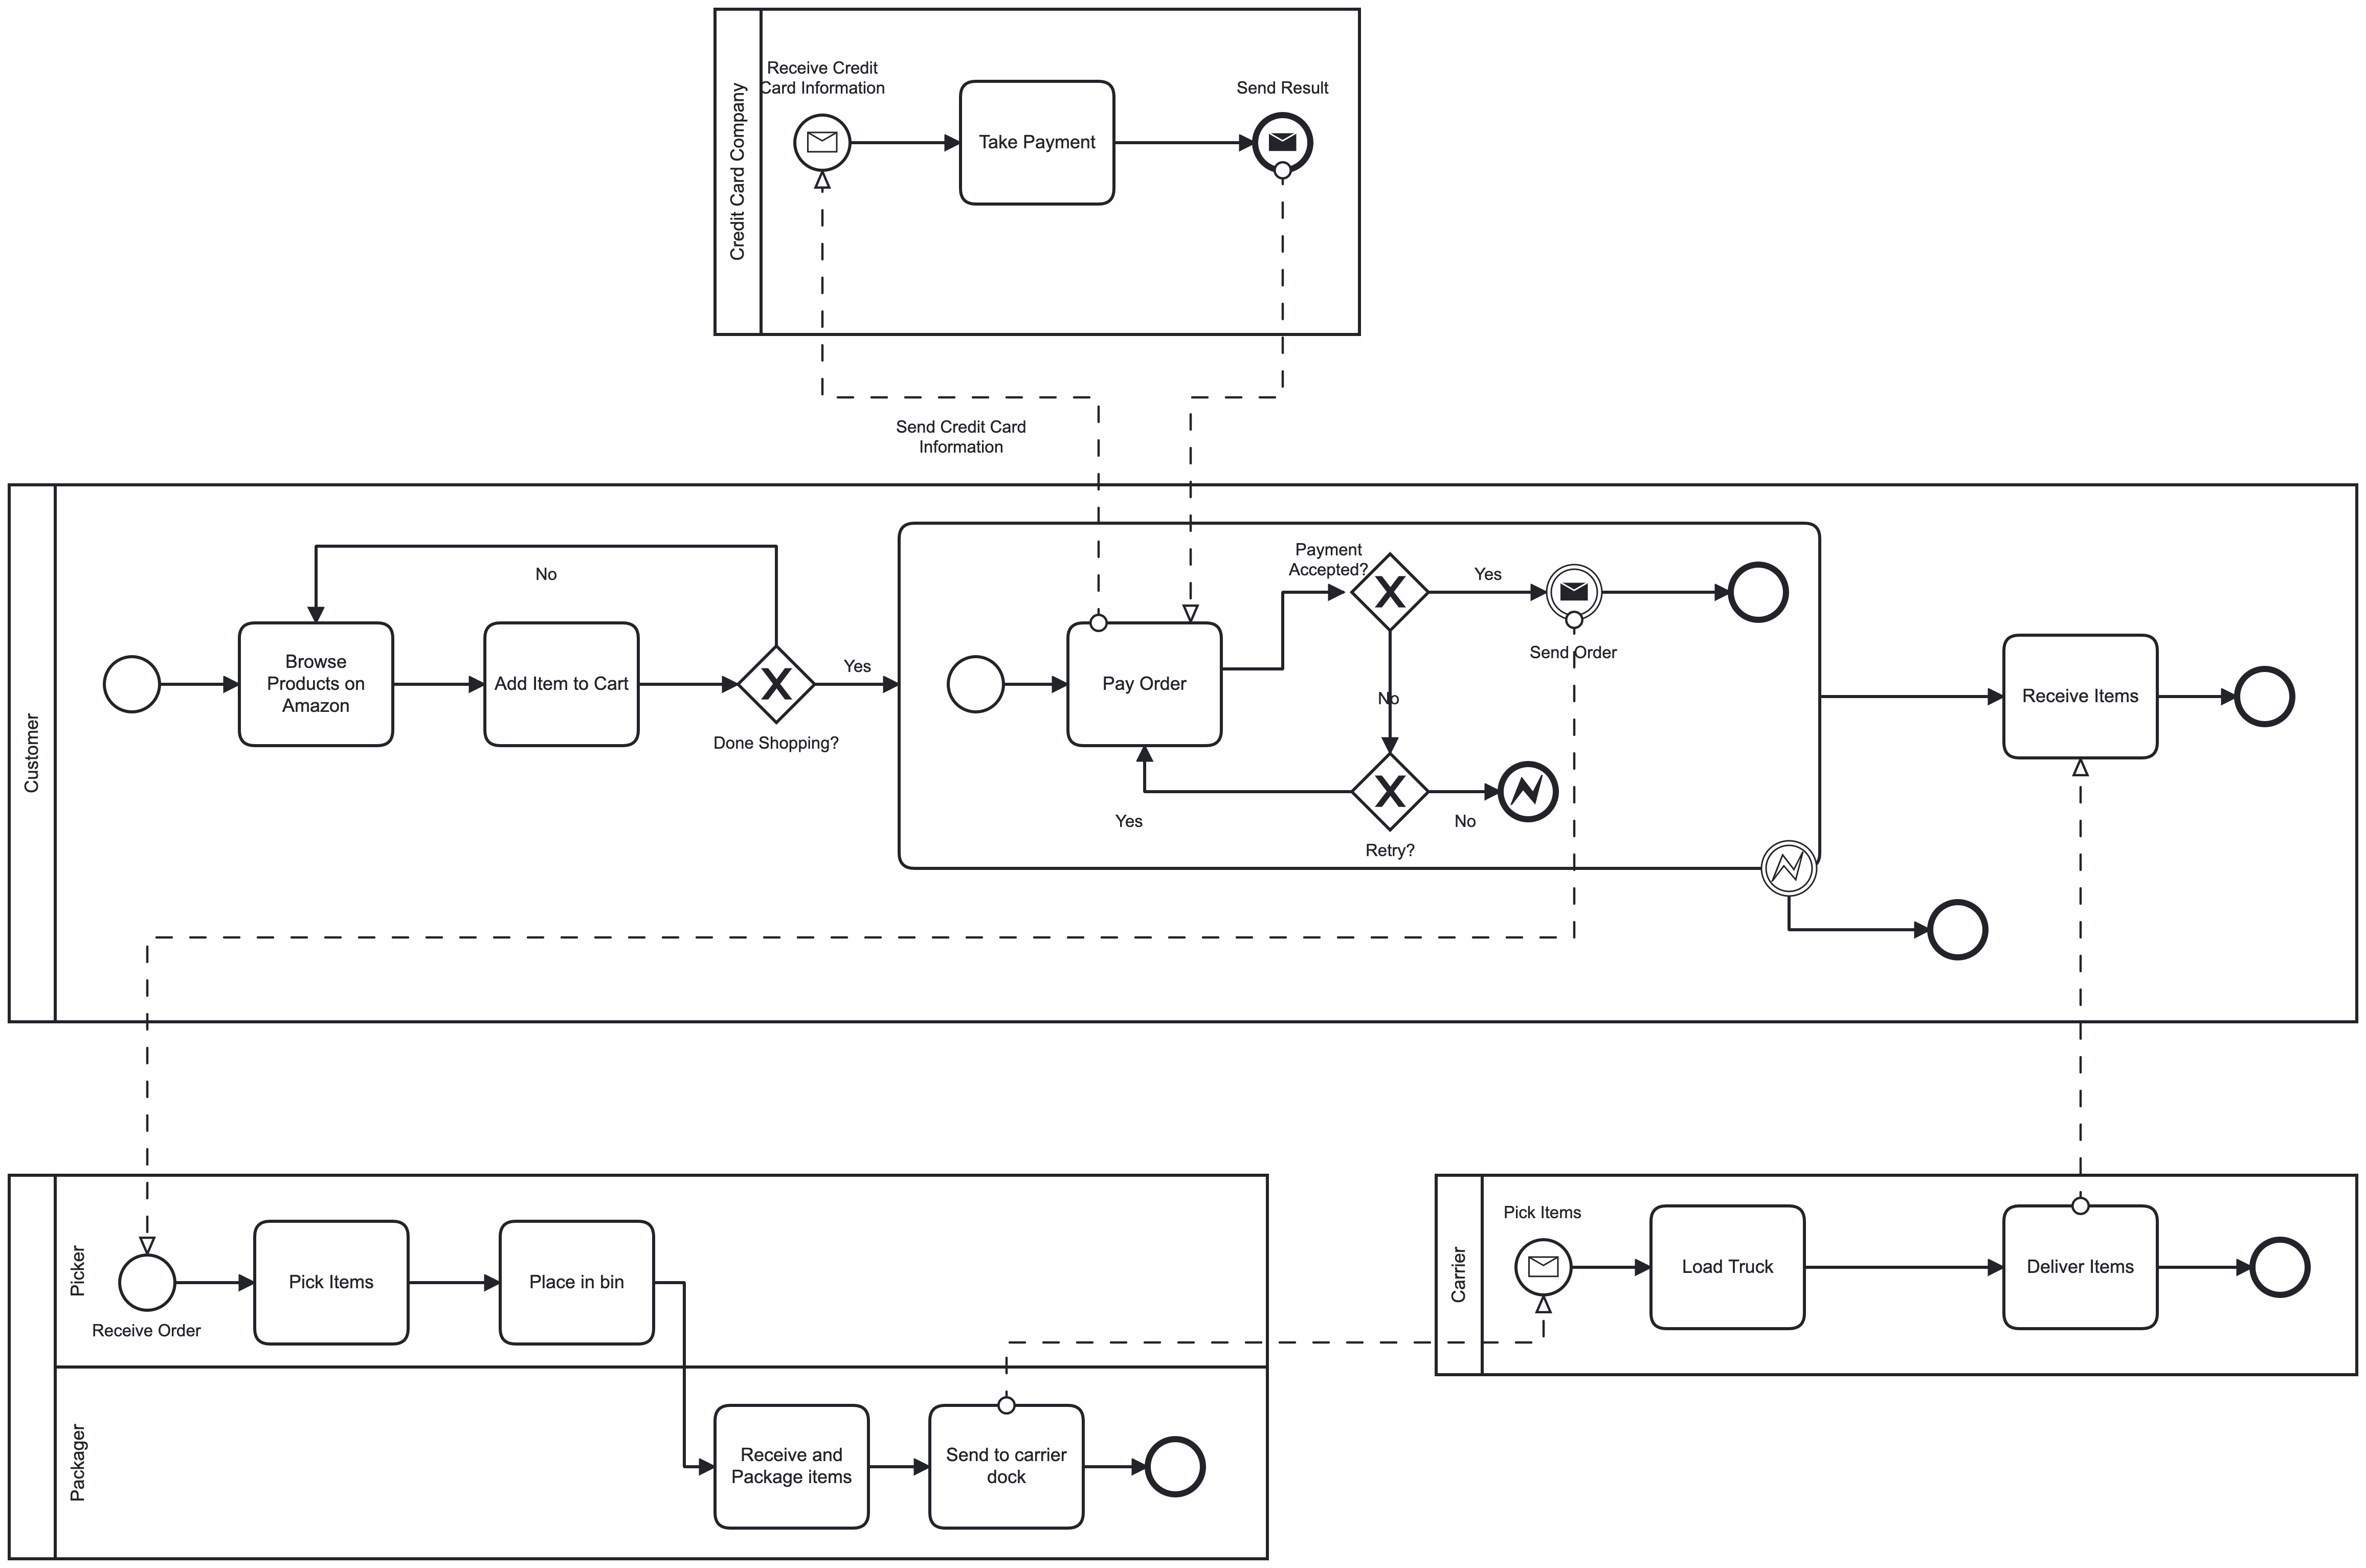 Receive Credit
Card Information
Send Result
Credit Card Company
Take Payment
Send Credit Card
Information
Customer
No
Browse
Products on
Amazon
Add Item to Cart
Done Shopping?
Yes
Pay Order
Payment
Accepted?
Yes
Send Order
No
Yes
Retry?
No
Receive Items
Picker
Receive Order
Pick Items
Place in bin
Packager
Receive and
Package items
Send to carrier
dock
Carrier
Pick Items
Load Truck
Deliver Items